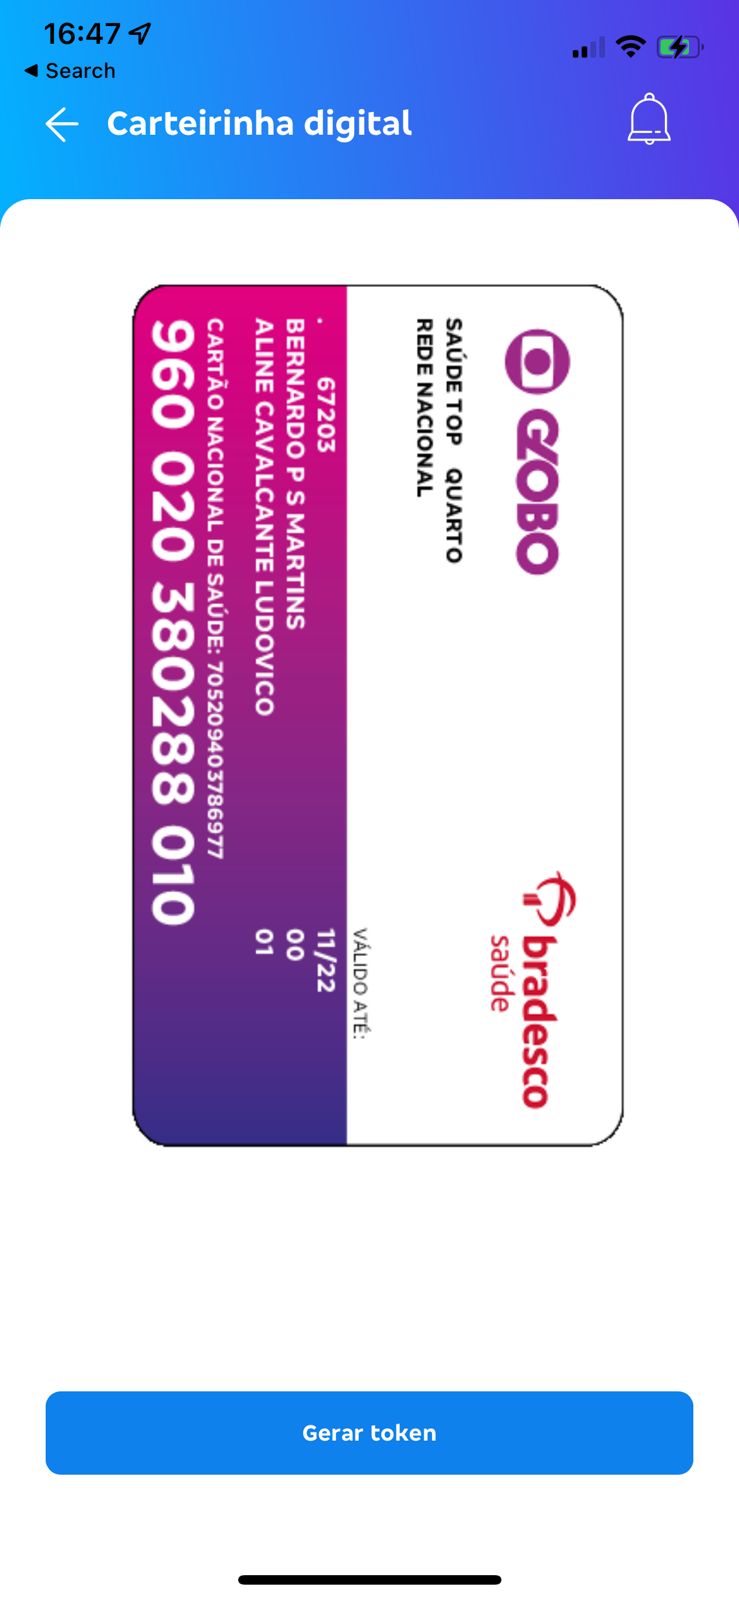 16:47
Search
Carteirinha digital
GLOBO
bradesco
saúde
SAÚDE TOP QUARTO
REDE NACIONAL
VÁLIDO ATÉ:
. 67203 11/22
BERNARDO P S MARTINS 00
ALINE CAVALCANTE LUDOVICO 01
CARTÃO NACIONAL DE SAÚDE: 705209403786977
960 020 380288 010
Gerar token